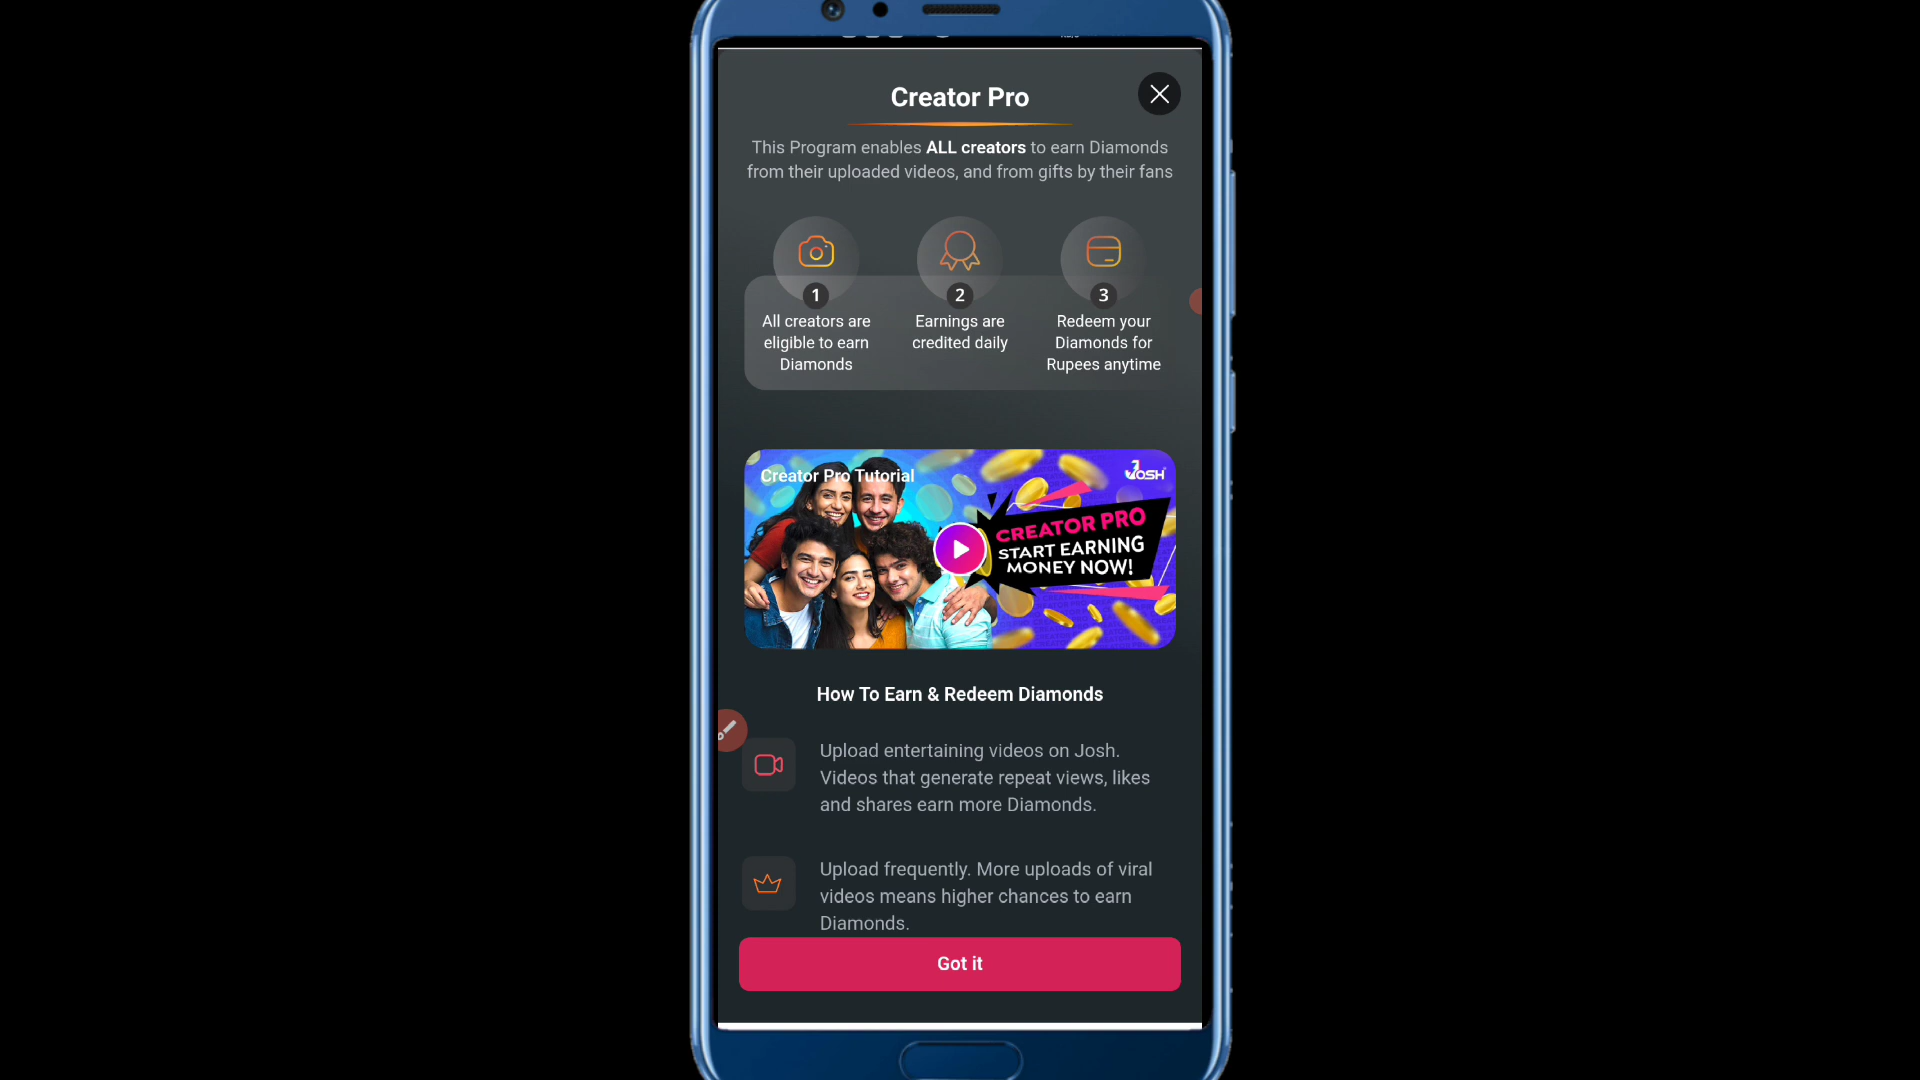 Creator Pro
This Program enables ALL creators to earn Diamonds
from their uploaded videos, and from gifts by their fans
1
All creators are
eligible to earn
Diamonds
2
Earnings are
credited daily
3
Redeem your
Diamonds for
Rupees anytime
Creator Pro Tutorial
JOSH
CREATOR PRO
START EARNING
MONEY NOW!
How To Earn & Redeem Diamonds
Upload entertaining videos on Josh.
Videos that generate repeat views, likes
and shares earn more Diamonds.
Upload frequently. More uploads of viral
videos means higher chances to earn
Diamonds.
Got it